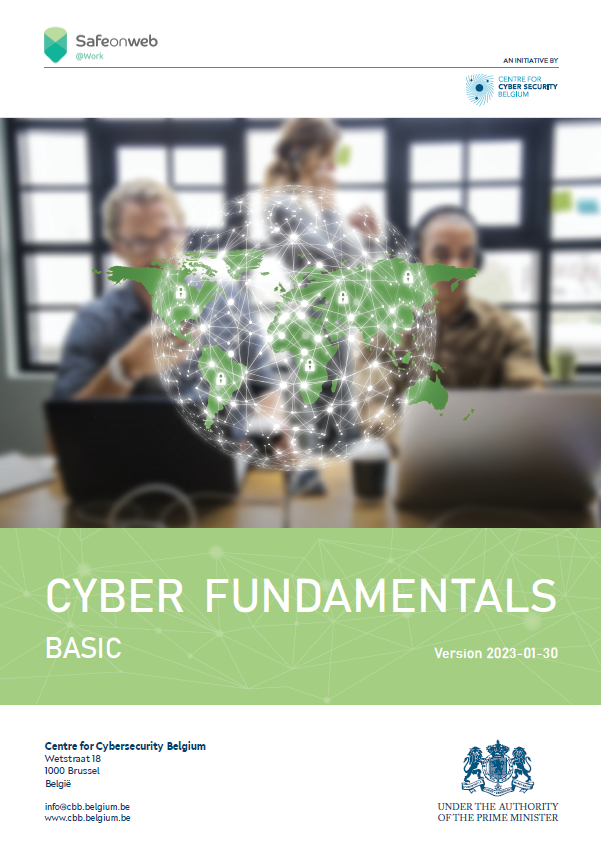 Safeonweb
@Work
AN INITIATIVE BY
CENTRE FOR
CYBER SECURITY
BELGIUM
CYBER FUNDAMENTALS
BASIC
Version 2023-01-30
Centre for Cybersecurity Belgium
Wetstraat 18
1000 Brussel
België
info@cbb.belgium.be
www.cbb.belgium.be
UNDER THE AUTHORITY
OF THE PRIME MINISTER